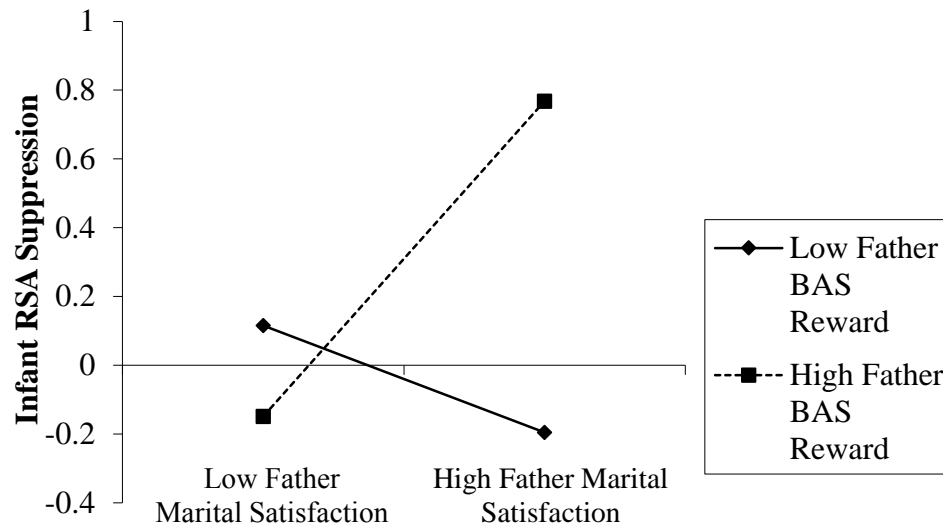 1
0.8
0.6
0.4
0.2
0
-0.2
-0.4
Infant RSA Suppression
Low Father
Marital Satisfaction
High Father Marital
Satisfaction
Low Father
BAS
Reward
High Father
BAS
Reward